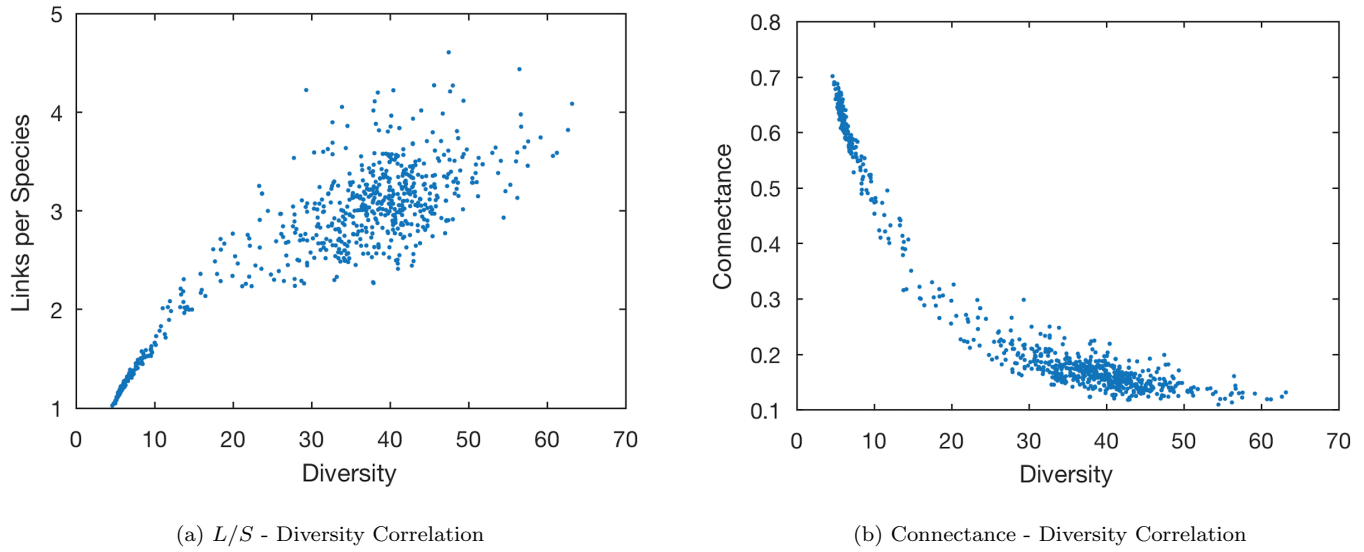 5
4
3
2
1
Links per Species
0 10 20 30 40 50 60 70
Diversity
(a) L/S - Diversity Correlation
0.8
0.7
0.6
0.5
0.4
0.3
0.2
0.1
Connectance
0 10 20 30 40 50 60 70
Diversity
(b) Connectance - Diversity Correlation